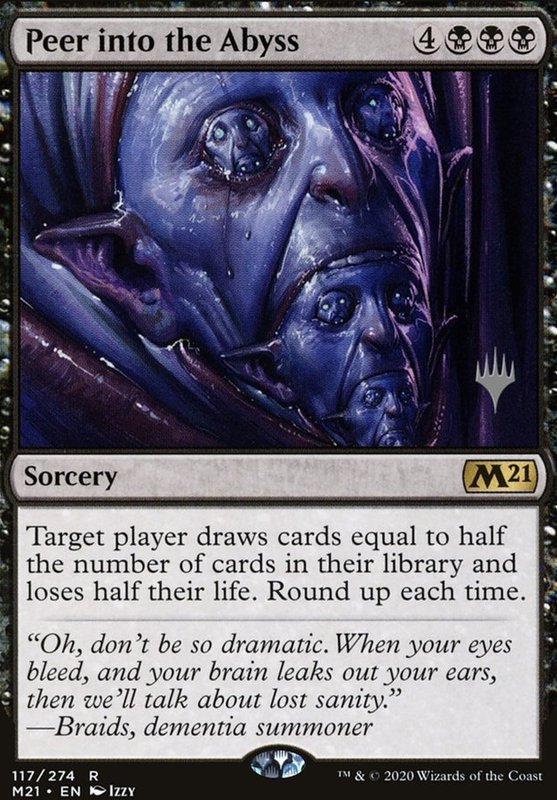 Peer into the Abyss 4
Sorcery M21
Target player draws cards equal to half
the number of cards in their library and
loses half their life. Round up each time.
“Oh, don’t be so dramatic. When your eyes
bleed, and your brain leaks out your ears,
then we’ll talk about lost sanity.”
—Braids, dementia summoner
117/274 R
M21 • EN Izzy
™ & © 2020 Wizards of the Coast